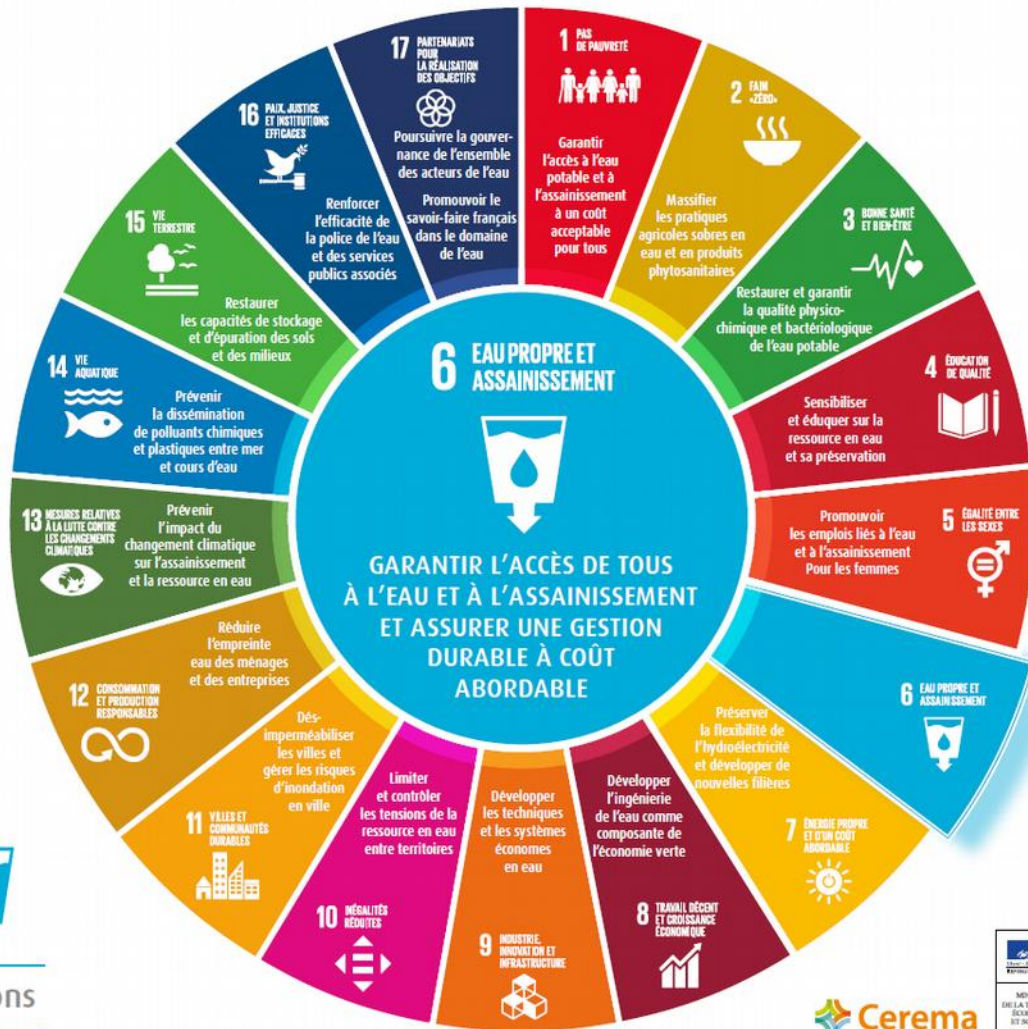 17 PARTENARIATS
POUR
LA RÉALISATION
DES OBJECTIFS
Poursuivre la gouver-
nance de l'ensemble
des acteurs de l'eau
Promouvoir le
savoir-faire français
dans le domaine
de l'eau
1 PAS
DE PAUVRETÉ
Garantir
l'accès à l'eau
potable et à
l'assainissement
à un coût
acceptable
pour tous
2 FAIM
«ZÉRO»
Massifier
les pratiques
agricoles sobres en
eau et en produits
phytosanitaires
3 BONNE SANTÉ
ET BIEN-ÊTRE
Restaurer et garantir
la qualité physico-
chimique et bactériologique
de l'eau potable
4 ÉDUCATION
DE QUALITÉ
Sensibiliser
et éduquer sur la
ressource en eau
et sa préservation
5 ÉGALITÉ ENTRE
LES SEXES
Promouvoir
les emplois liés à l'eau
et à l'assainissement
Pour les femmes
6 EAU PROPRE ET
ASSAINISSEMENT
7 ÉNERGIE PROPRE
ET D'UN COÛT
ABORDABLE
Préserver
la flexibilité de
l'hydroélectricité
et développer de
nouvelles filières
8 TRAVAIL DÉCENT
ET CROISSANCE
ÉCONOMIQUE
Développer
l'ingénierie
de l'eau comme
composante de
l'économie verte
9 INDUSTRIE,
INNOVATION ET
INFRASTRUCTURE
Développer
les techniques
et les systèmes
économes
en eau
10 INÉGALITÉS
RÉDUITES
Limiter
et contrôler
les tensions de la
ressource en eau
entre territoires
11 VILLES ET
COMMUNAUTÉS
DURABLES
Dés-
imperméabiliser
les villes et
gérer les risques
d'inondation
en ville
12 CONSOMMATION
ET PRODUCTION
RESPONSABLES
Réduire
l'empreinte
eau des ménages
et des entreprises
13 MESURES RELATIVES
À LA LUTTE CONTRE
LES CHANGEMENTS
CLIMATIQUES
Prévenir
l'impact du
changement climatique
sur l'assainissement
et la ressource en eau
14 VIE
AQUATIQUE
Prévenir
la dissémination
de polluants chimiques
et plastiques entre mer
et cours d'eau
15 VIE
TERRESTRE
Restaurer
les capacités de stockage
et d'épuration des sols
et des milieux
16 PAIX, JUSTICE
ET INSTITUTIONS
EFFICACES
Renforcer
l'efficacité de
la police de l'eau
et des services
publics associés
6 EAU PROPRE ET
ASSAINISSEMENT
GARANTIR L'ACCÈS DE TOUS
À L'EAU ET À L'ASSAINISSEMENT
ET ASSURER UNE GESTION
DURABLE À COÛT
ABORDABLE
Cerema